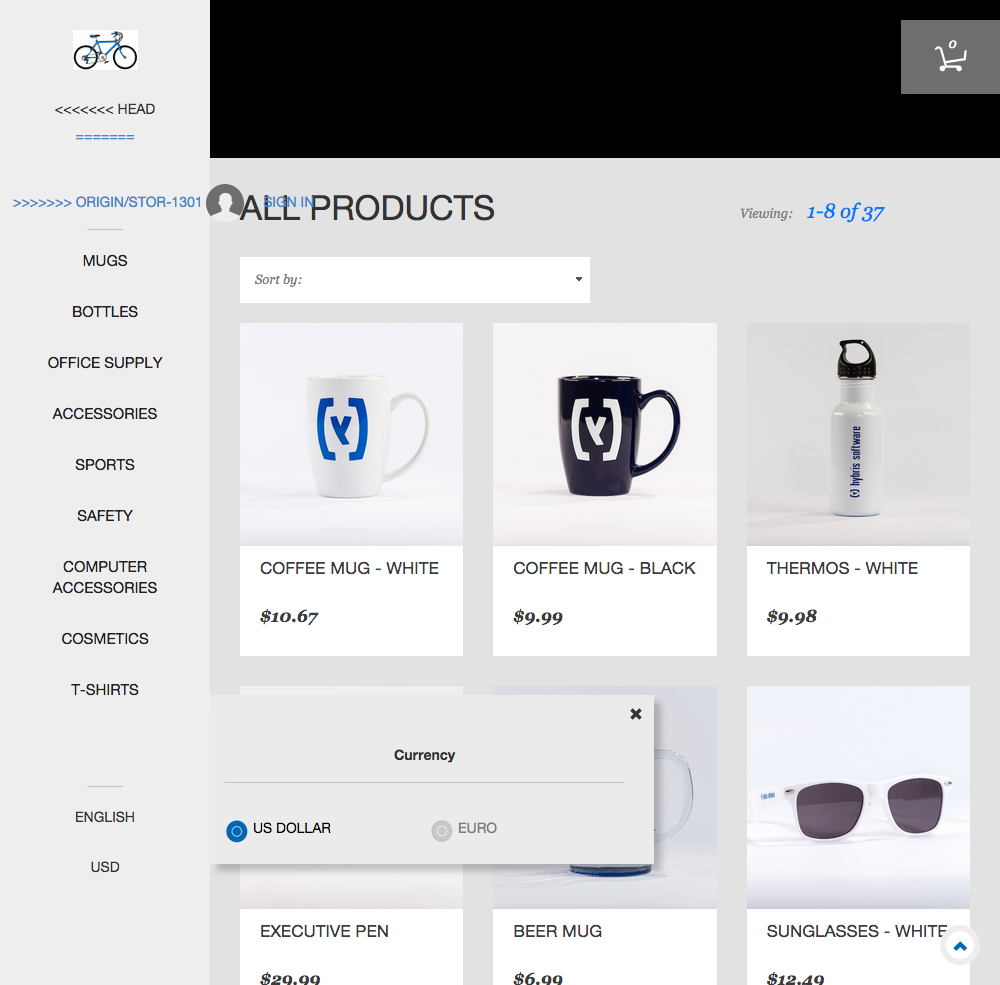 <<<<<<< HEAD
=======
>>>>>>> ORIGIN/STOR-1301
SIGN IN
MUGS
BOTTLES
OFFICE SUPPLY
ACCESSORIES
SPORTS
SAFETY
COMPUTER
ACCESSORIES
COSMETICS
T-SHIRTS
ENGLISH
USD
0
ALL PRODUCTS
Viewing: 1-8 of 37
Sort by:
(y)
(y)
(y) hybris software
COFFEE MUG - WHITE
$10.67
COFFEE MUG - BLACK
$9.99
THERMOS - WHITE
$9.98
Currency
US DOLLAR
EURO
EXECUTIVE PEN
$29.99
BEER MUG
$6.99
SUNGLASSES - WHITE
$12.49